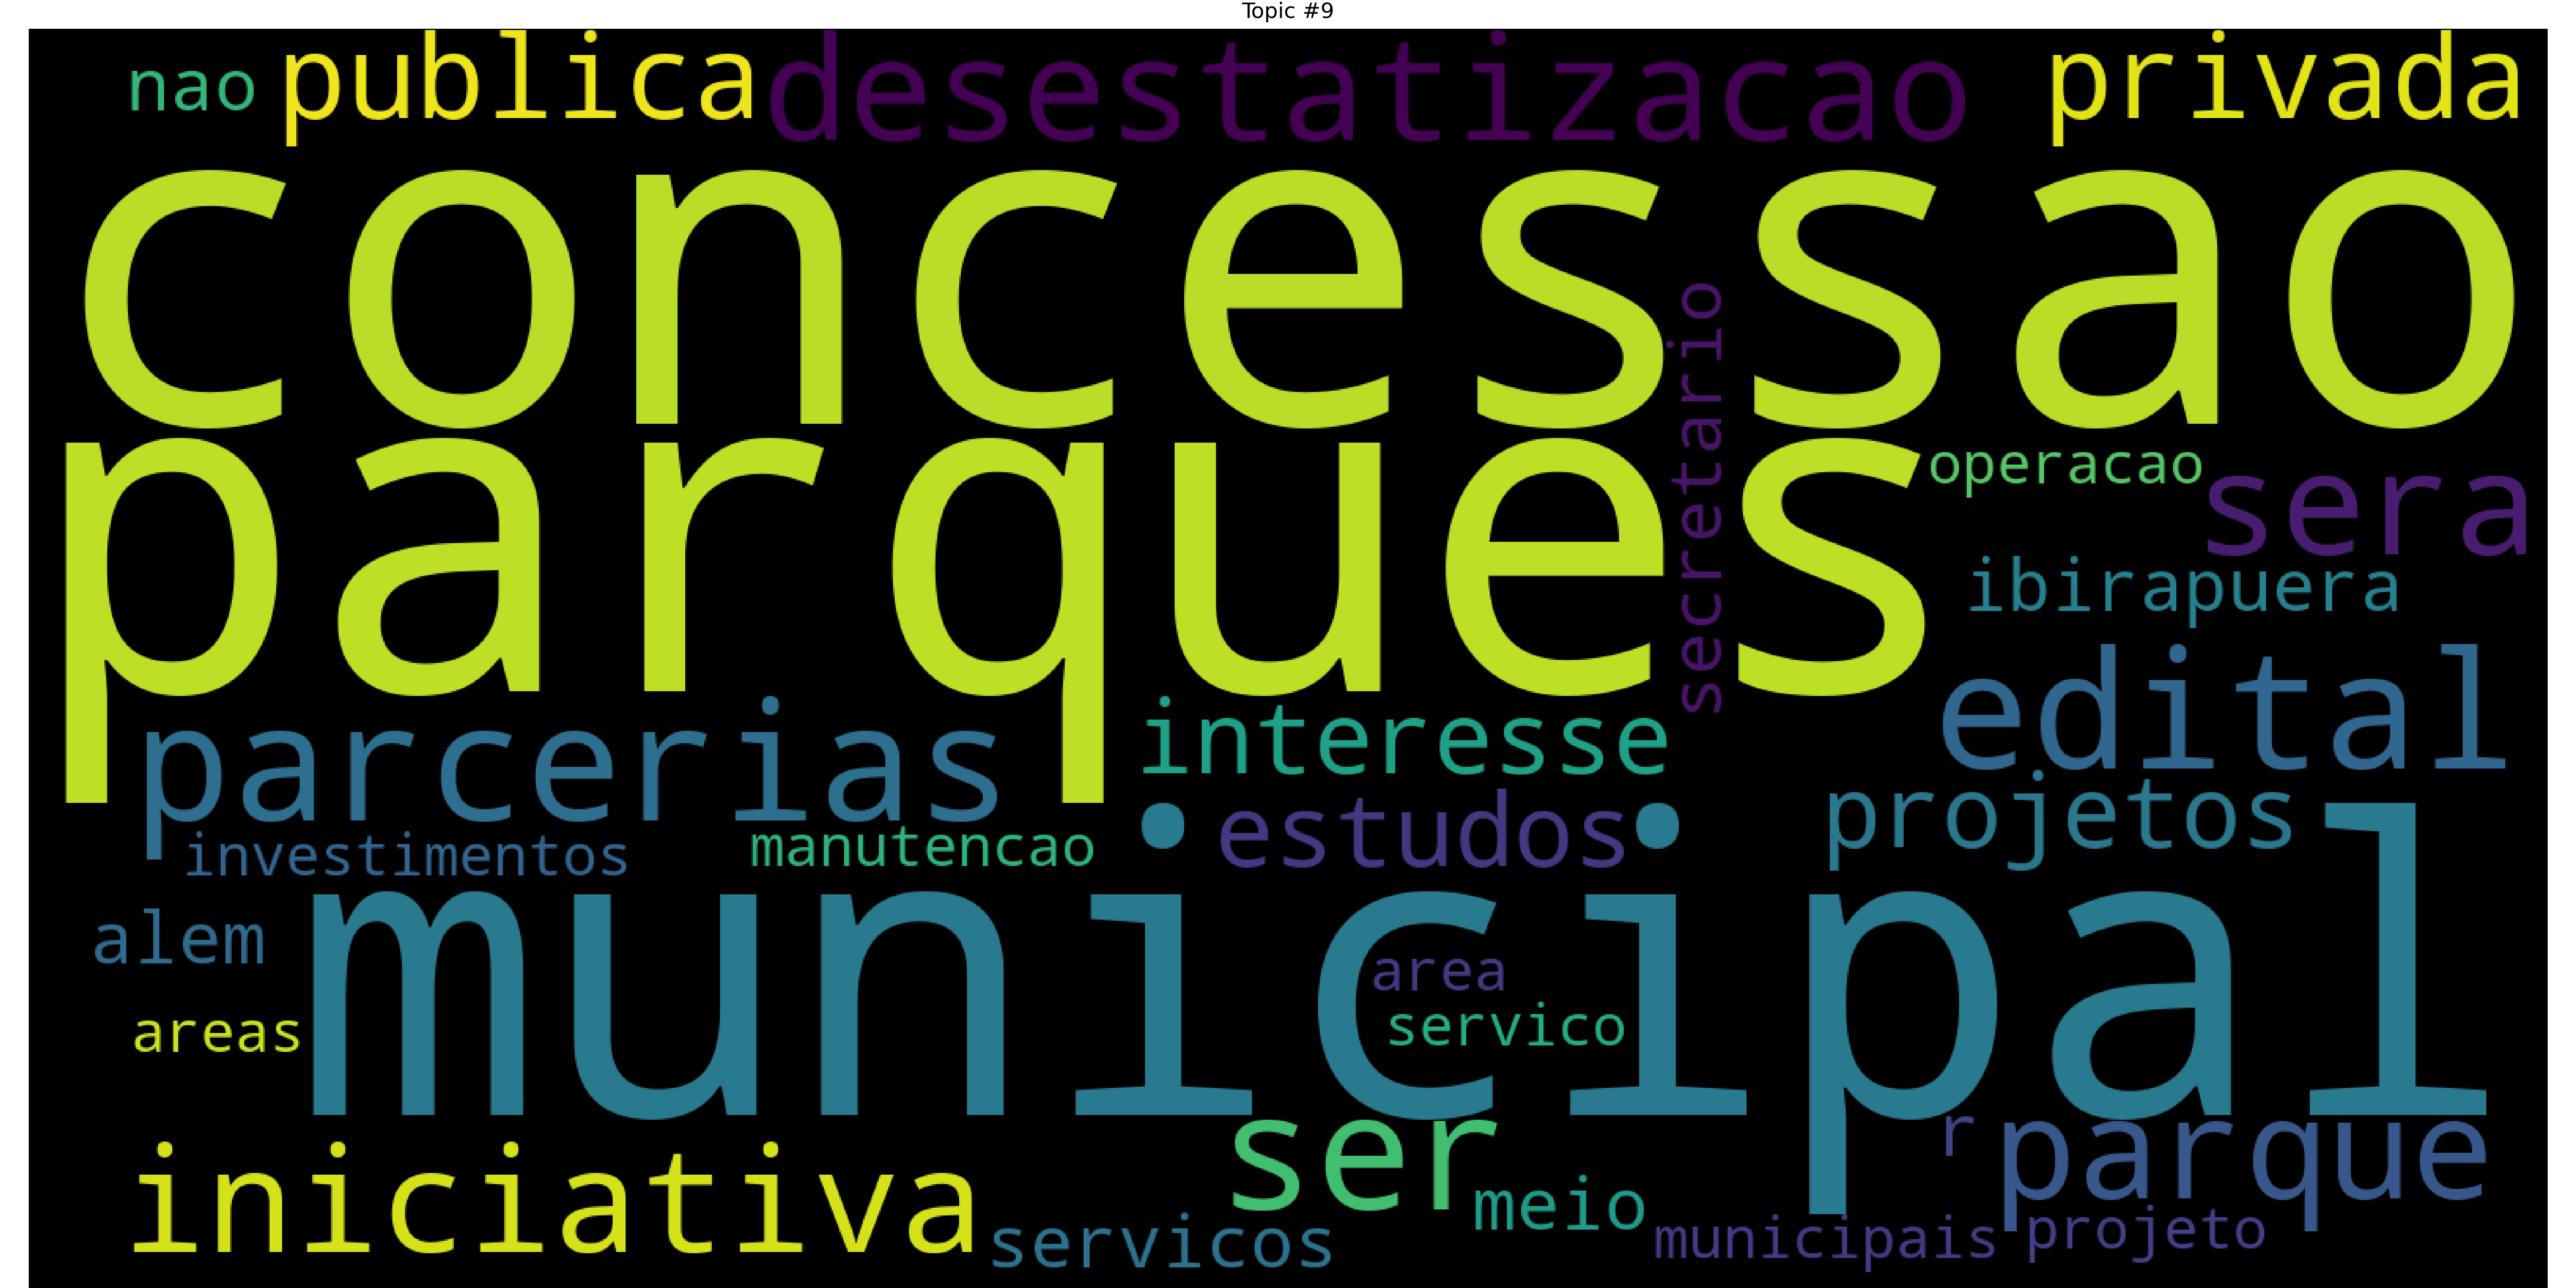 Topic #9
nao publica desestatizacao privada
concessao
secretario
parques
operacao sera
ibirapuera
edital
parcerias interesse
projetos
investimentos manutencao estudos
municipal
alem
area
areas servico
iniciativa ser r parque
servicos meio municipais projeto